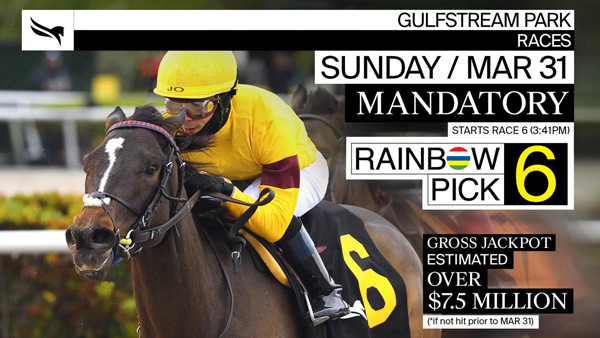 GULFSTREAM PARK
RACES
SUNDAY / MAR 31
MANDATORY
STARTS RACE 6 (3:41PM)
RAINBOW
PICK 6
GROSS JACKPOT
ESTIMATED
OVER
$7.5 MILLION
(*if not hit prior to MAR 31)
JO
6